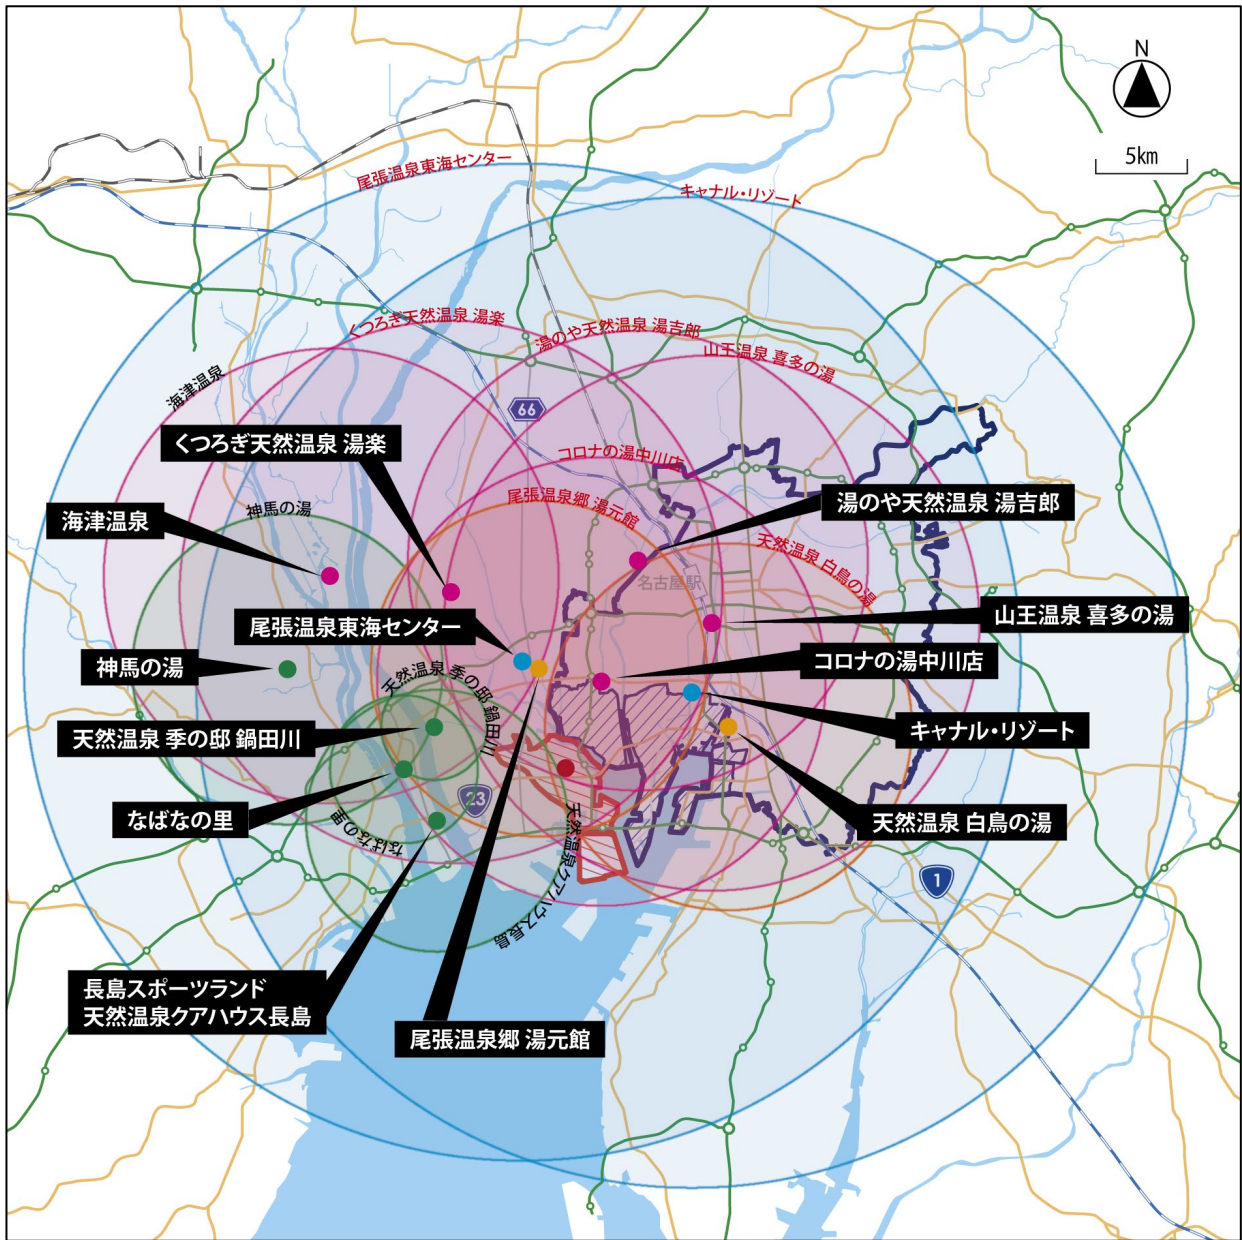 N
5km
尾張温泉東海センター
キャナル・リゾート
くつろぎ天然温泉 湯楽
湯のや天然温泉 湯吉郎
山王温泉 喜多の湯
海津温泉
66
くつろぎ天然温泉 湯楽
コロナの湯中川店
尾張温泉郷 湯元館
神馬の湯
海津温泉
湯のや天然温泉 湯吉郎
天然温泉 白鳥の湯
名古屋駅
尾張温泉東海センター
山王温泉 喜多の湯
神馬の湯
天然温泉 季の邸 鍋田川
コロナの湯中川店
天然温泉 季の邸 鍋田川
キャナル・リゾート
なばなの里
23
なばなの里
天然温泉クアハウス長島
天然温泉 白鳥の湯
1
長島スポーツランド
天然温泉クアハウス長島
尾張温泉郷 湯元館